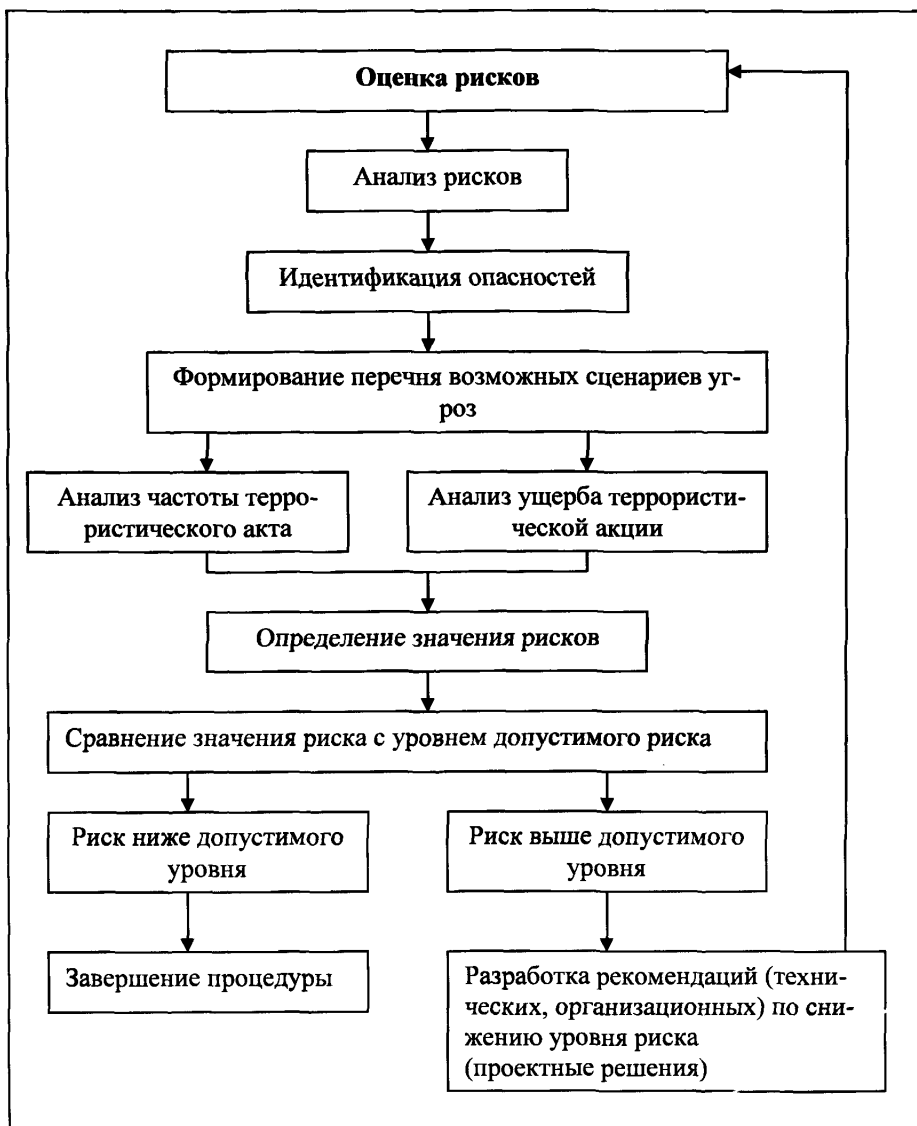 Оценка рисков
Анализ рисков
Идентификация опасностей
Формирование перечня возможных сценариев уг-
роз
Анализ частоты терро-
ристического акта
Анализ ущерба террористи-
ческой акции
Определение значения рисков
Сравнение значения риска с уровнем допустимого риска
Риск ниже допустимого
уровня
Риск выше допустимого
уровня
Завершение процедуры
Разработка рекомендаций (техни-
ческих, организационных) по сни-
жению уровня риска
(проектные решения)